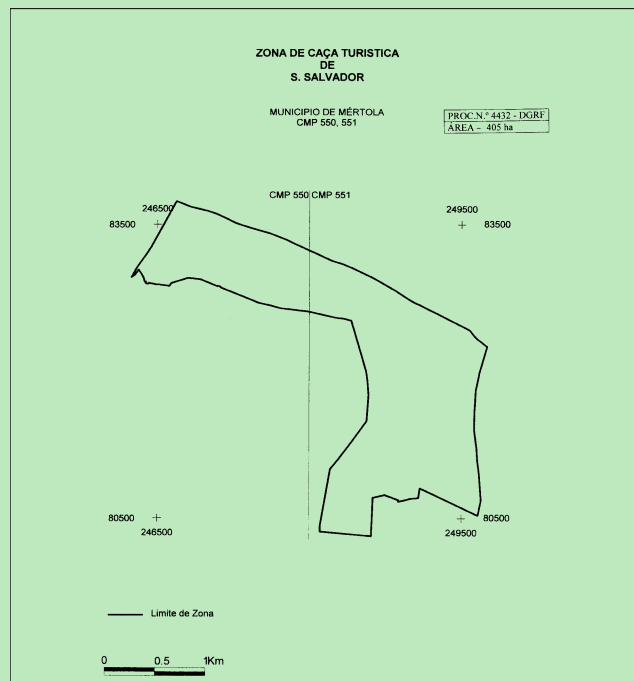 ZONA DE CAÇA TURISTICA
DE
S. SALVADOR
MUNICIPIO DE MÉRTOLA
CMP 550, 551
PROC.N.º 4432 - DGRF
ÁREA - 405 ha
CMP 550 CMP 551
246500
83500
249500
83500
80500
246500
80500
249500
Limite de Zona
0 0.5 1Km